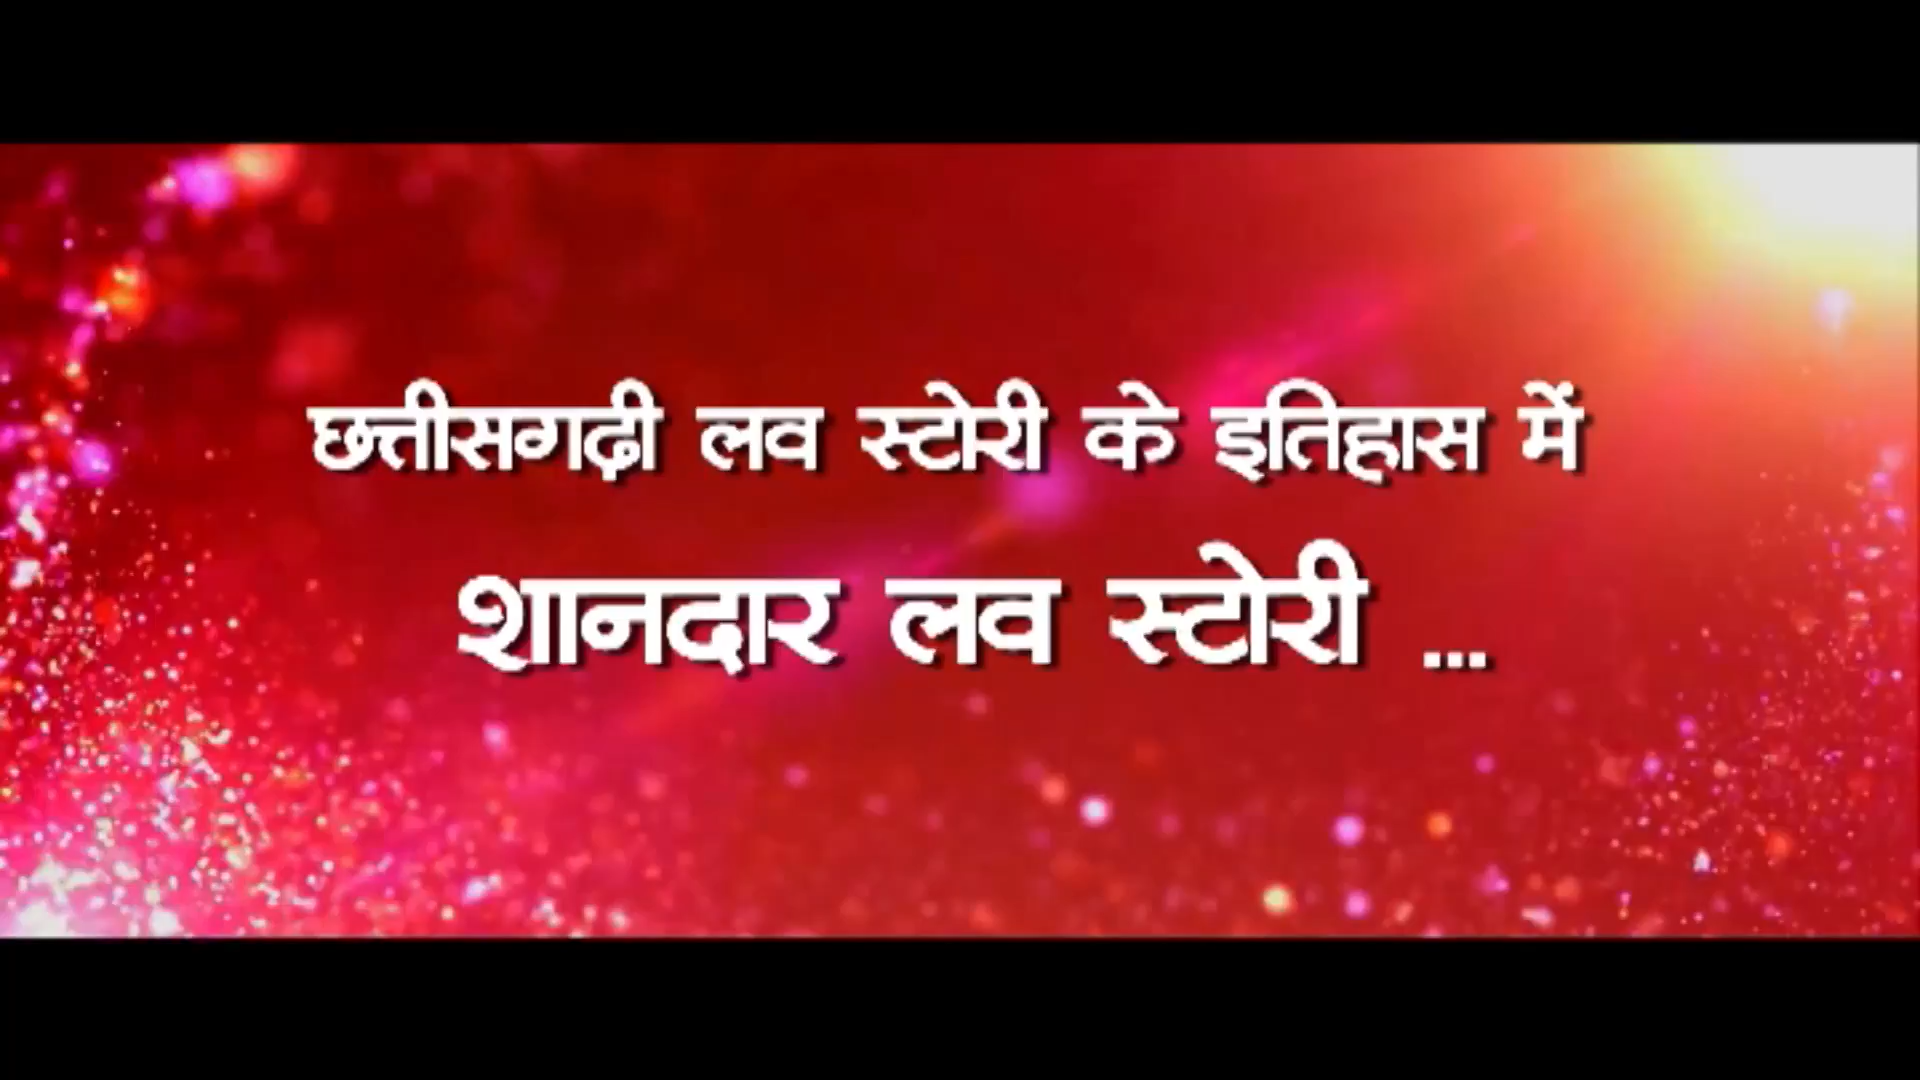 छत्तीसगढ़ी लव स्टोरी के इतिहास में
शानदार लव स्टोरी ...